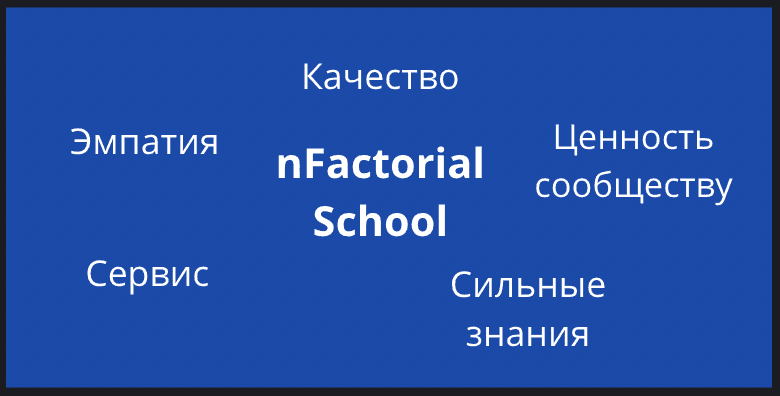 Качество
Эмпатия
Ценность
сообществу
nFactorial
School
Сервис
Сильные
знания